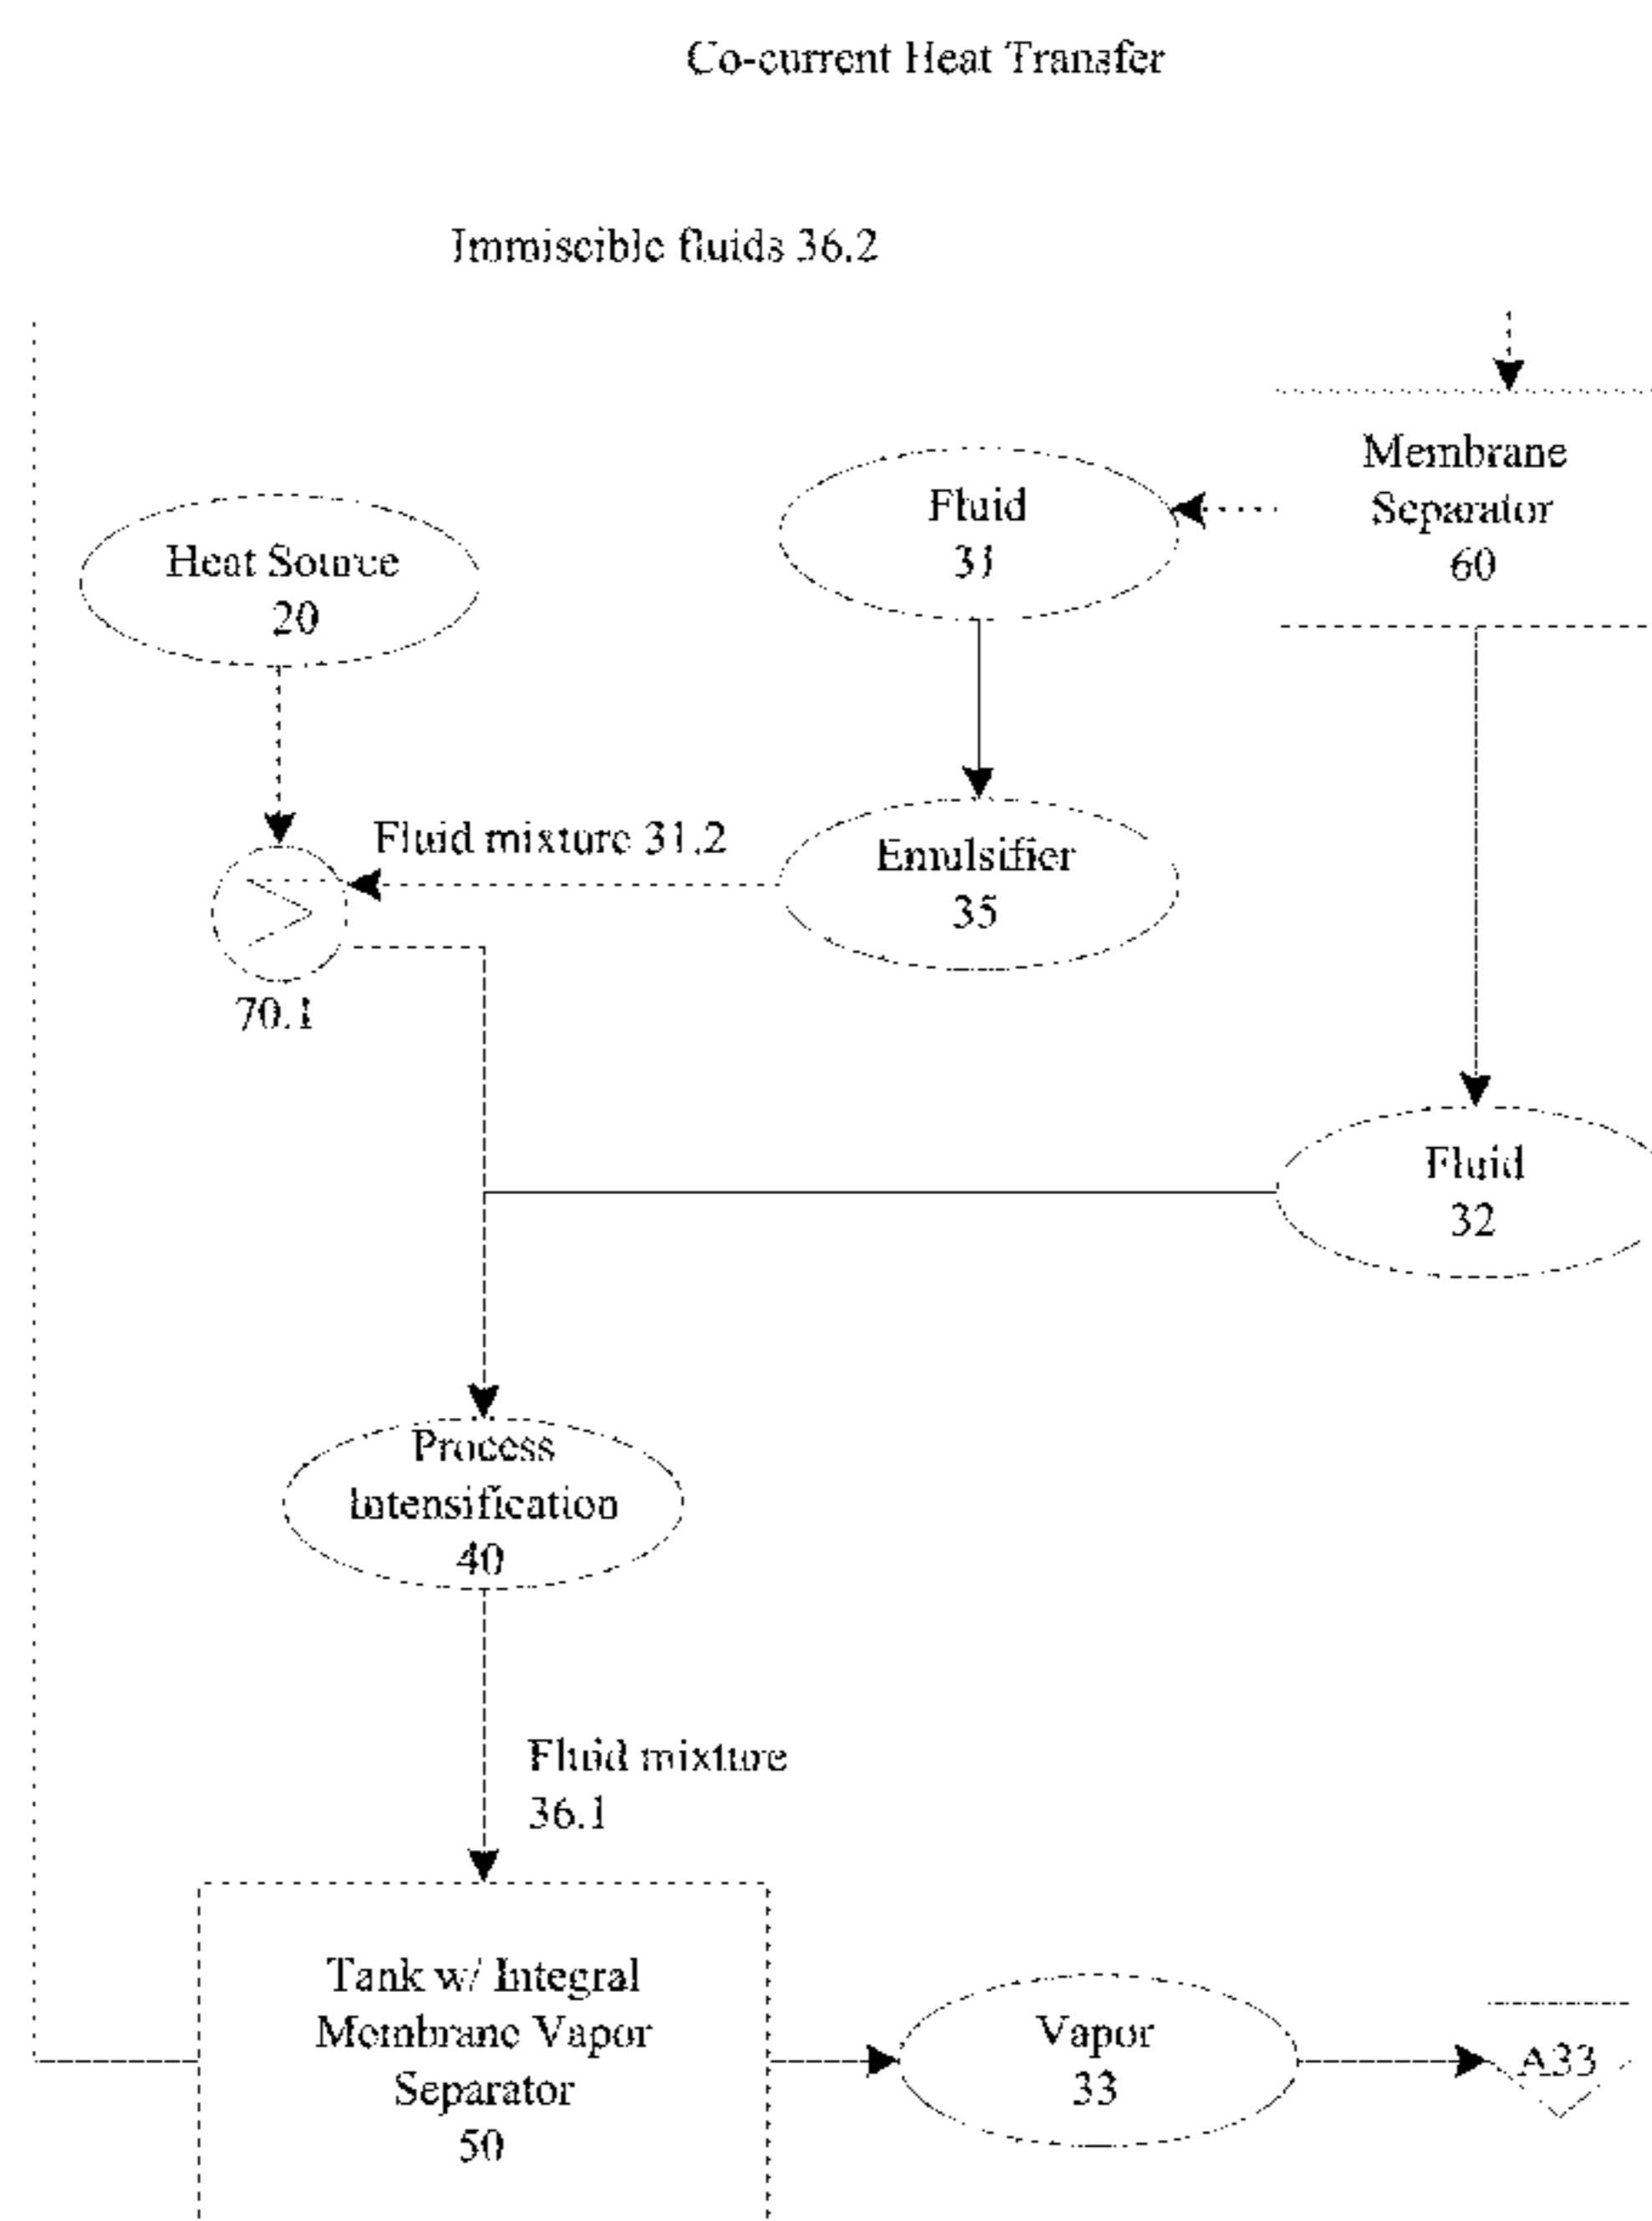 Co-current Heat Transfer
Immiscible fluids 36.2
Membrane
Separator
60
Fluid
31
Heat Source
20
Fluid mixture 31.2
Emulsifier
35
70.1
Fluid
32
Process
Intensification
40
Fluid mixture
36.1
Tank w/ Integral
Membrane Vapor
Separator
50
Vapor
33
A33